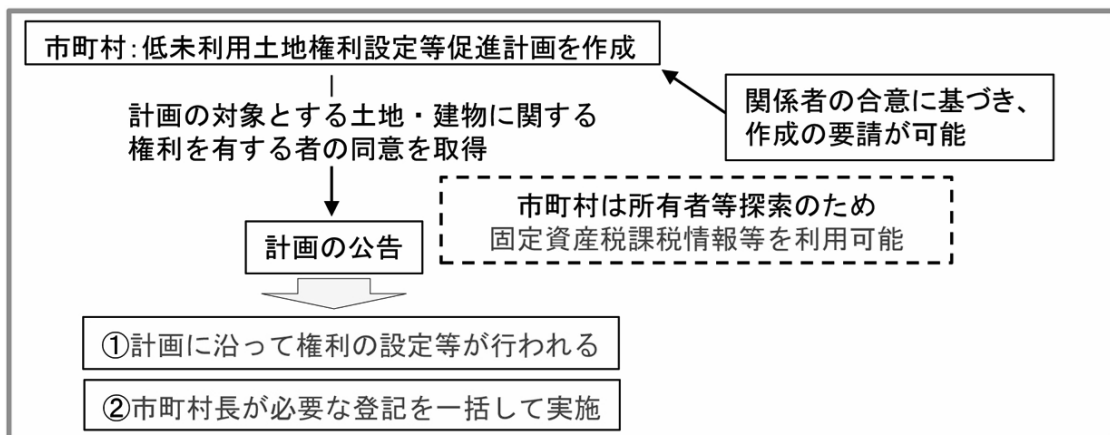 市町村：低未利用土地権利設定等促進計画を作成
関係者の合意に基づき、
作成の要請が可能
計画の対象とする土地・建物に関する
権利を有する者の同意を取得
市町村は所有者等探索のため
固定資産税課税情報等を利用可能
計画の公告
①計画に沿って権利の設定等が行われる
②市町村長が必要な登記を一括して実施